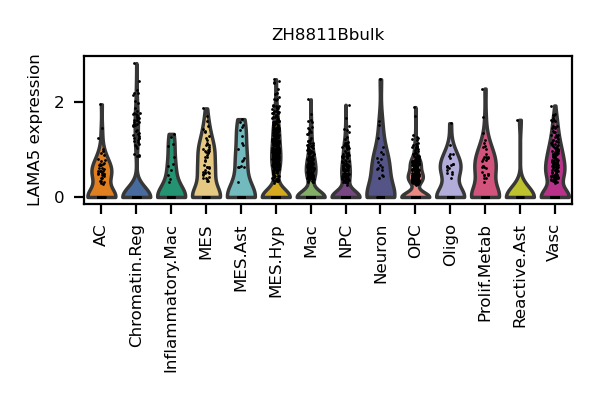 ZH8811Bbulk
LAMA5 expression
2
0
AC
Chromatin.Reg
Inflammatory.Mac
MES
MES.Ast
MES.Hyp
Mac
NPC
Neuron
OPC
Oligo
Prolif.Metab
Reactive.Ast
Vasc